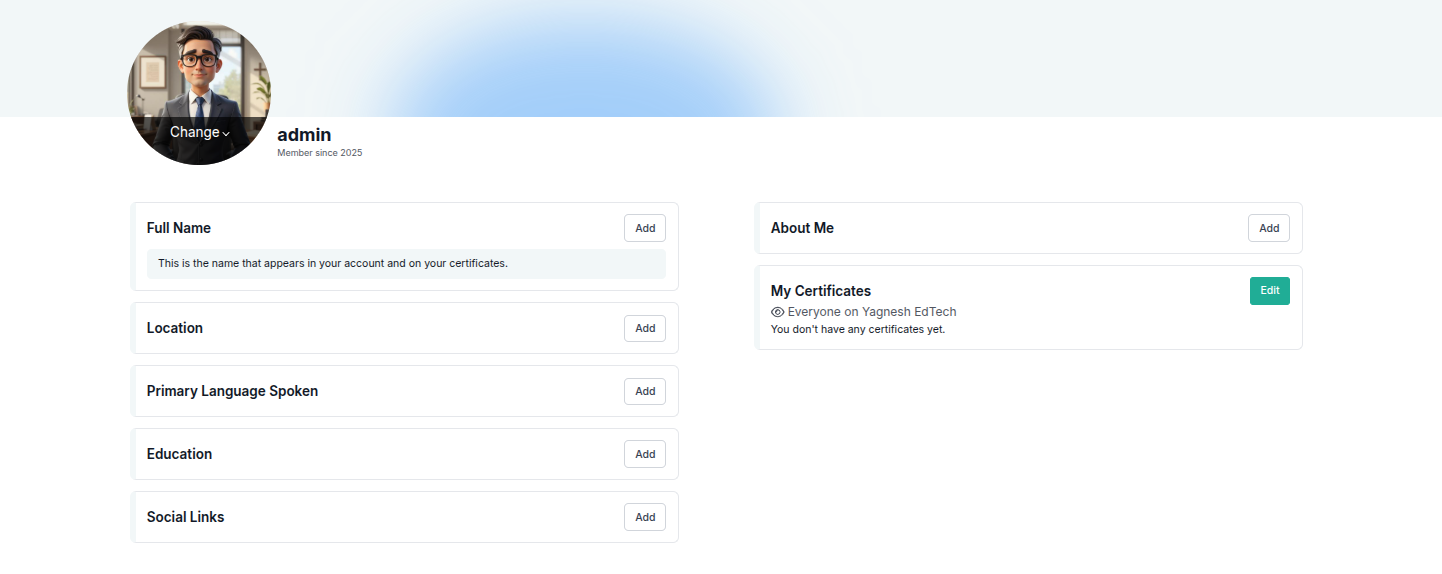 Change
admin
Member since 2025
Full Name
Add
This is the name that appears in your account and on your certificates.
Location
Add
Primary Language Spoken
Add
Education
Add
Social Links
Add
About Me
Add
My Certificates
Edit
Everyone on Yagnesh EdTech
You don't have any certificates yet.